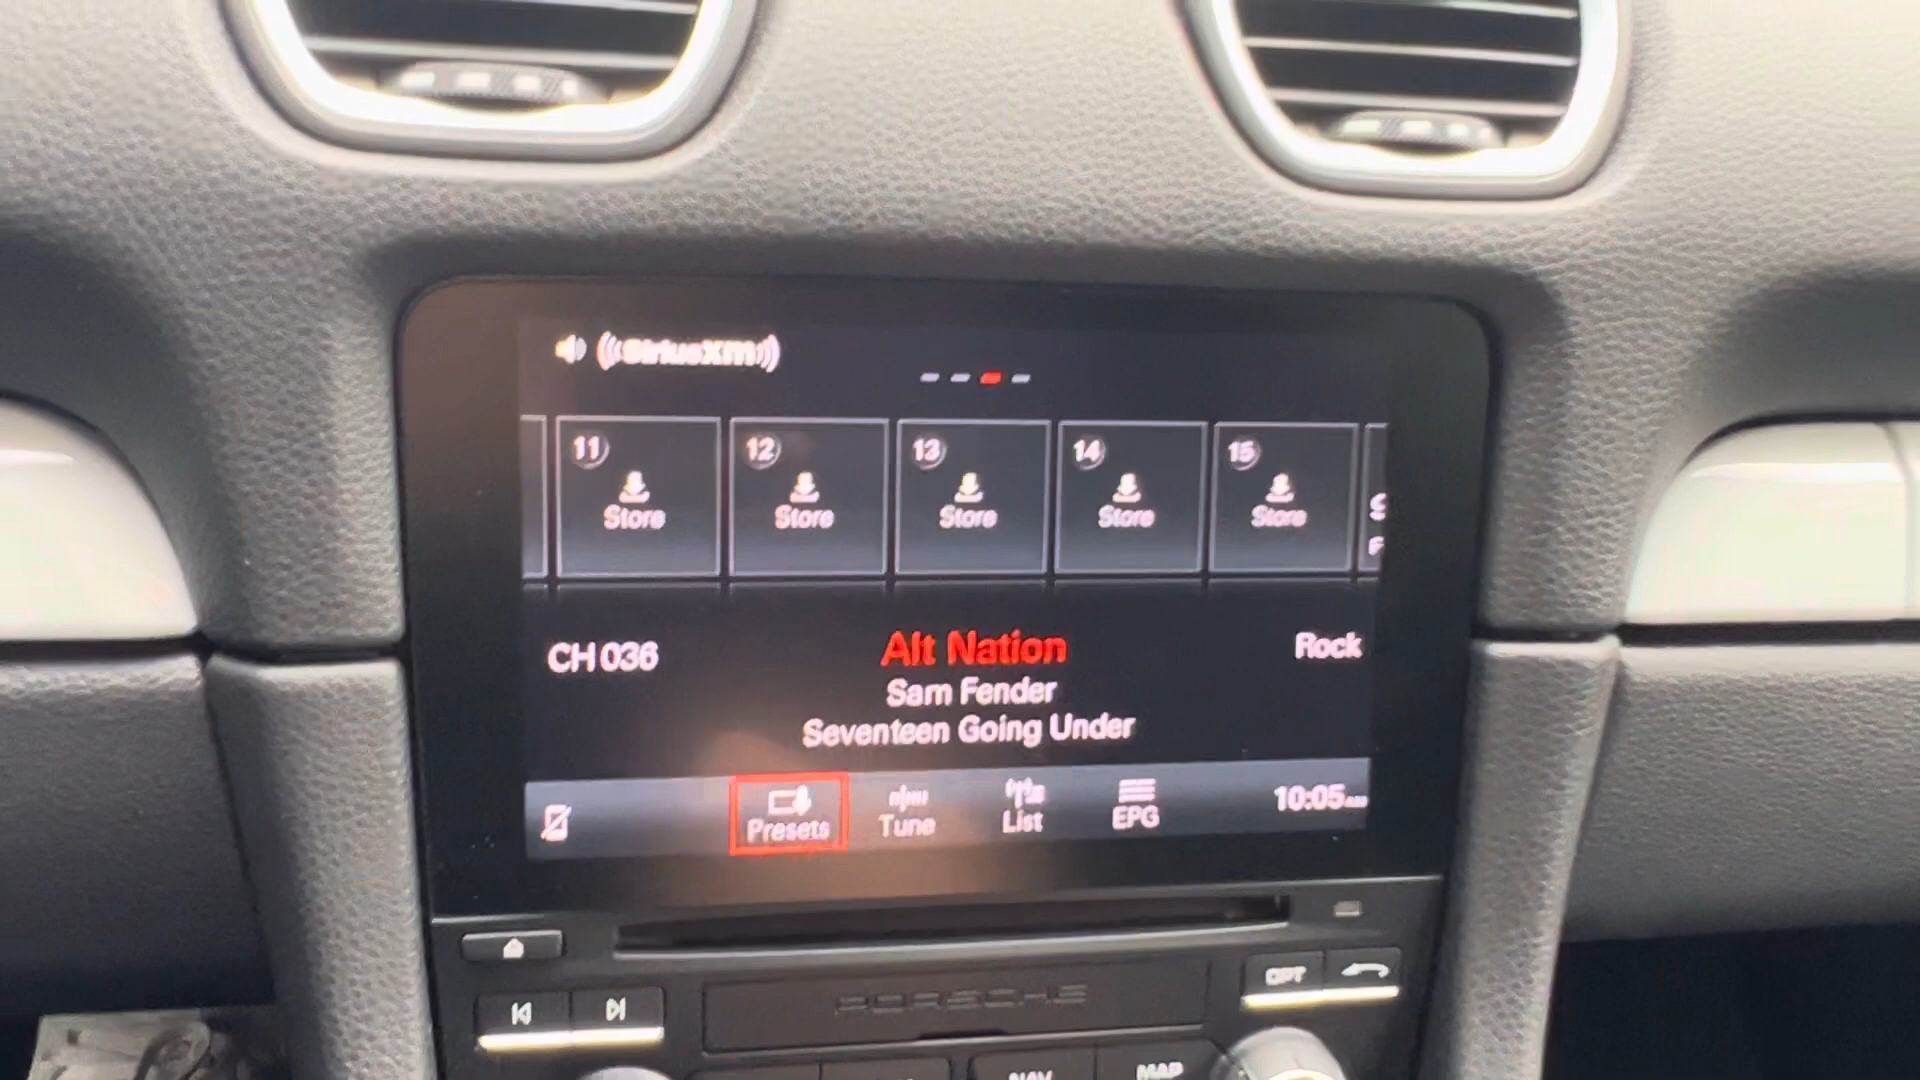 ((SiriusXM))
11 12 13 14 15
Store Store Store Store Store
CH 036 Alt Nation Rock
Sam Fender
Seventeen Going Under
Presets Tune List EPG 10:05 AM
OPT
PORSCHE
NAV MAP